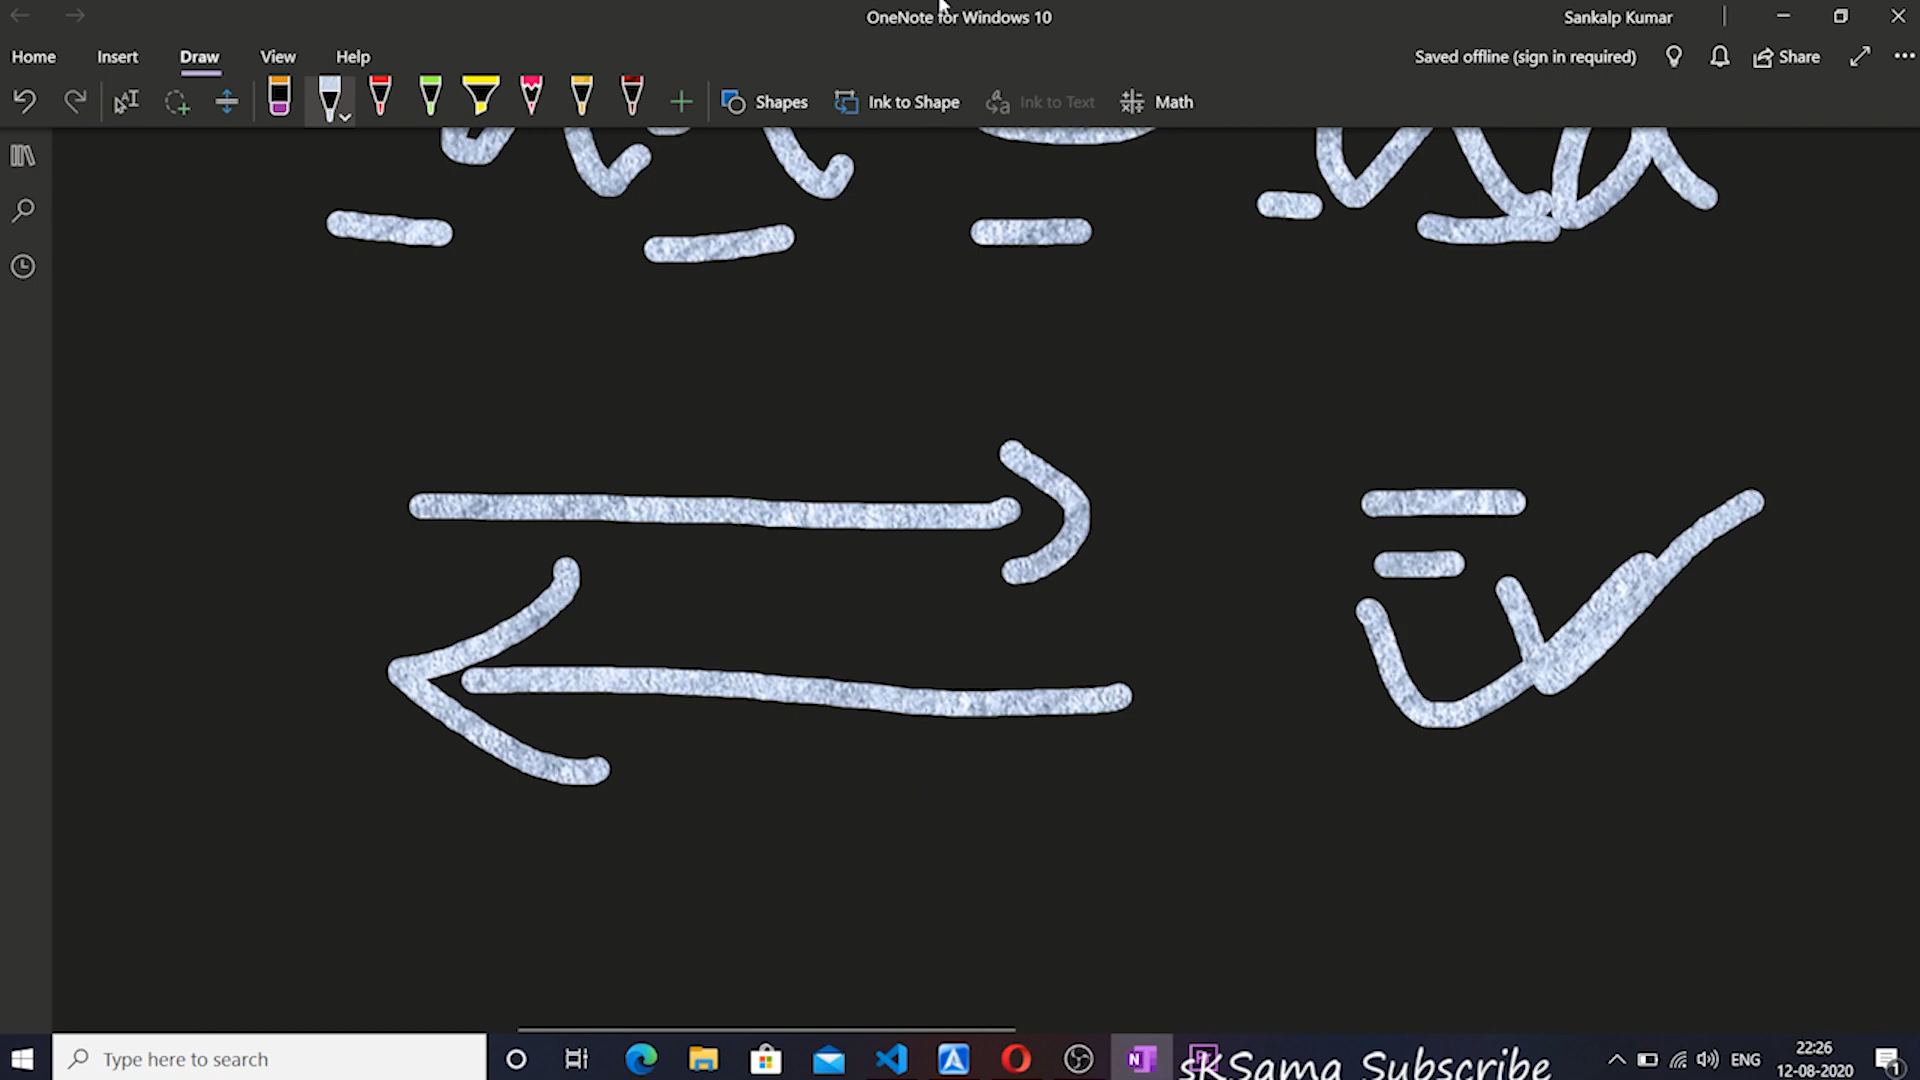 OneNote for Windows 10
Sankalp Kumar
Home Insert Draw View Help
Saved offline (sign in required)
Share
Shapes
Ink to Shape
Ink to Text
Math
Type here to search
sKSama Subscribe
ENG
22:26
12-08-2020
1